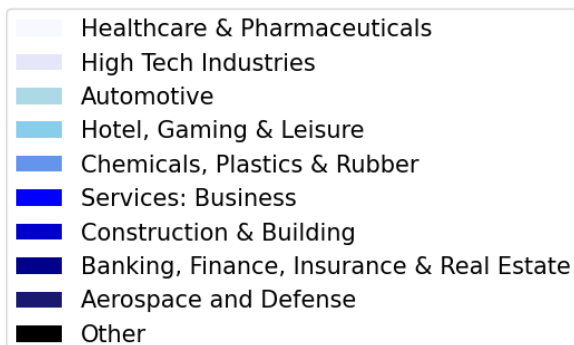 Healthcare & Pharmaceuticals
High Tech Industries
Automotive
Hotel, Gaming & Leisure
Chemicals, Plastics & Rubber
Services: Business
Construction & Building
Banking, Finance, Insurance & Real Estate
Aerospace and Defense
Other